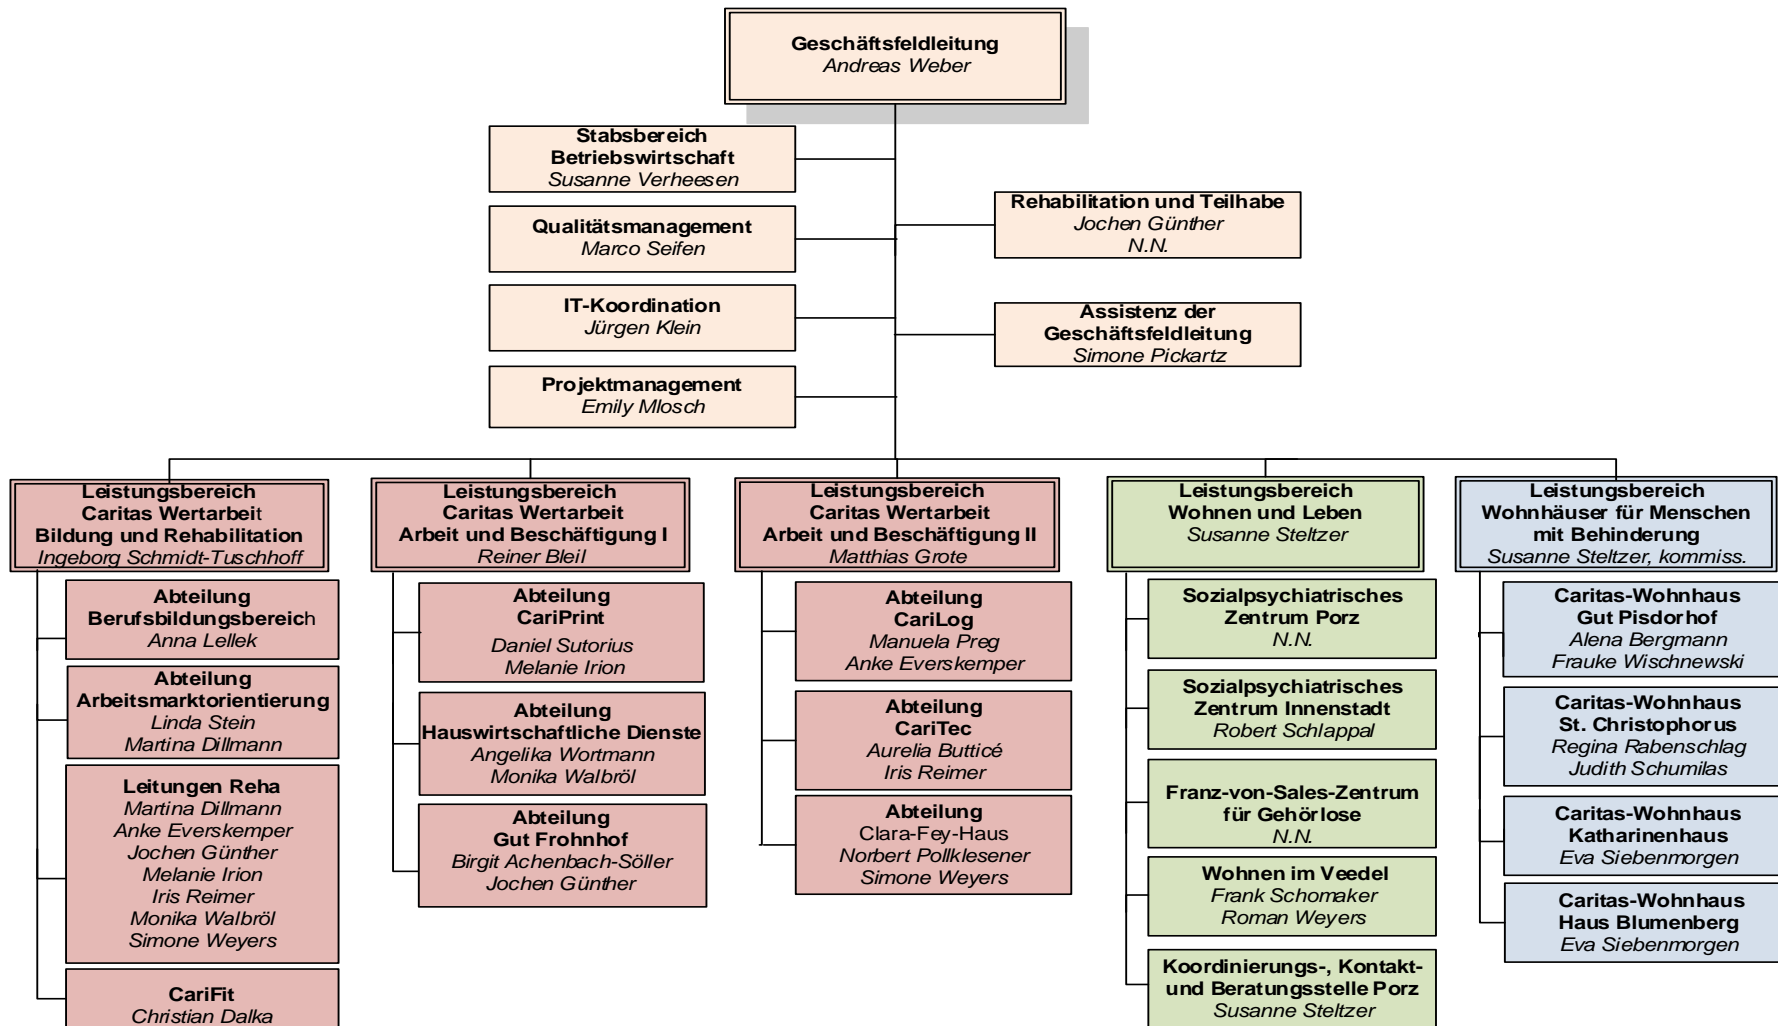 Geschäftsfeldleitung
Andreas Weber
Stabsbereich
Betriebswirtschaft
Susanne Verheesen
Qualitätsmanagement
Marco Seifen
IT-Koordination
Jürgen Klein
Projektmanagement
Emily Mlosch
Rehabilitation und Teilhabe
Jochen Günther
N.N.
Assistenz der
Geschäftsfeldleitung
Simone Pickartz
Leistungsbereich
Caritas Wertarbeit
Bildung und Rehabilitation
Ingeborg Schmidt-Tuschhoff
Abteilung
Berufsbildungsbereich
Anna Lellek
Abteilung
Arbeitsmarktorientierung
Linda Stein
Martina Dillmann
Leitungen Reha
Martina Dillmann
Anke Everskemper
Jochen Günther
Melanie Irion
Iris Reimer
Monika Walbröl
Simone Weyers
CariFit
Christian Dalka
Leistungsbereich
Caritas Wertarbeit
Arbeit und Beschäftigung I
Reiner Bleil
Abteilung
CariPrint
Daniel Sutorius
Melanie Irion
Abteilung
Hauswirtschaftliche Dienste
Angelika Wortmann
Monika Walbröl
Abteilung
Gut Frohnhof
Birgit Achenbach-Söller
Jochen Günther
Leistungsbereich
Caritas Wertarbeit
Arbeit und Beschäftigung II
Matthias Grote
Abteilung
CariLog
Manuela Preg
Anke Everskemper
Abteilung
CariTec
Aurelia Butticé
Iris Reimer
Abteilung
Clara-Fey-Haus
Norbert Pollklesener
Simone Weyers
Leistungsbereich
Wohnen und Leben
Susanne Steltzer
Sozialpsychiatrisches
Zentrum Porz
N.N.
Sozialpsychiatrisches
Zentrum Innenstadt
Robert Schlappal
Franz-von-Sales-Zentrum
für Gehörlose
N.N.
Wohnen im Veedel
Frank Schomaker
Roman Weyers
Koordinierungs-, Kontakt-
und Beratungsstelle Porz
Susanne Steltzer
Leistungsbereich
Wohnhäuser für Menschen
mit Behinderung
Susanne Steltzer, kommiss.
Caritas-Wohnhaus
Gut Pisdorhof
Alena Bergmann
Frauke Wischnewski
Caritas-Wohnhaus
St. Christophorus
Regina Rabenschlag
Judith Schumilas
Caritas-Wohnhaus
Katharinenhaus
Eva Siebenmorgen
Caritas-Wohnhaus
Haus Blumenberg
Eva Siebenmorgen